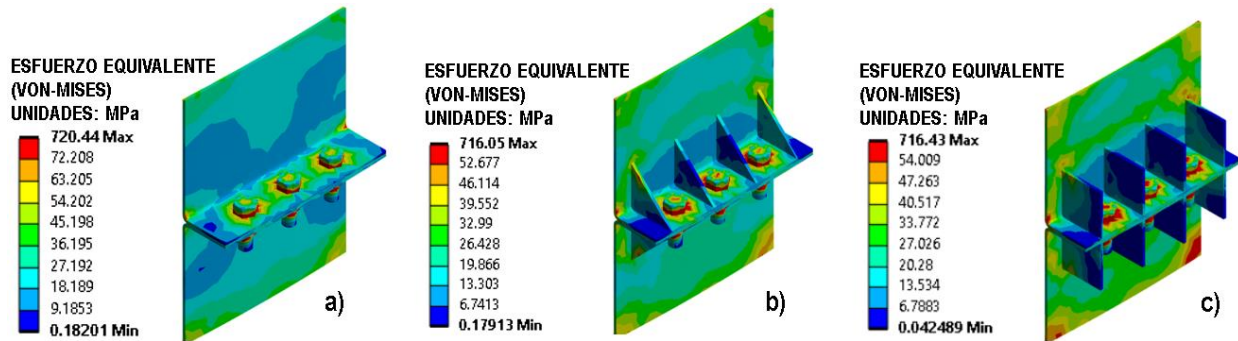 ESFUERZO EQUIVALENTE
(VON-MISES)
UNIDADES: MPa
720.44 Max
72.208
63.205
54.202
45.198
36.195
27.192
18.189
9.1853
0.18201 Min
a)
ESFUERZO EQUIVALENTE
(VON-MISES)
UNIDADES: MPa
716.05 Max
52.677
46.114
39.552
32.99
26.428
19.866
13.303
6.7413
0.17913 Min
b)
ESFUERZO EQUIVALENTE
(VON-MISES)
UNIDADES: MPa
716.43 Max
54.009
47.263
40.517
33.772
27.026
20.28
13.534
6.7883
0.042489 Min
c)